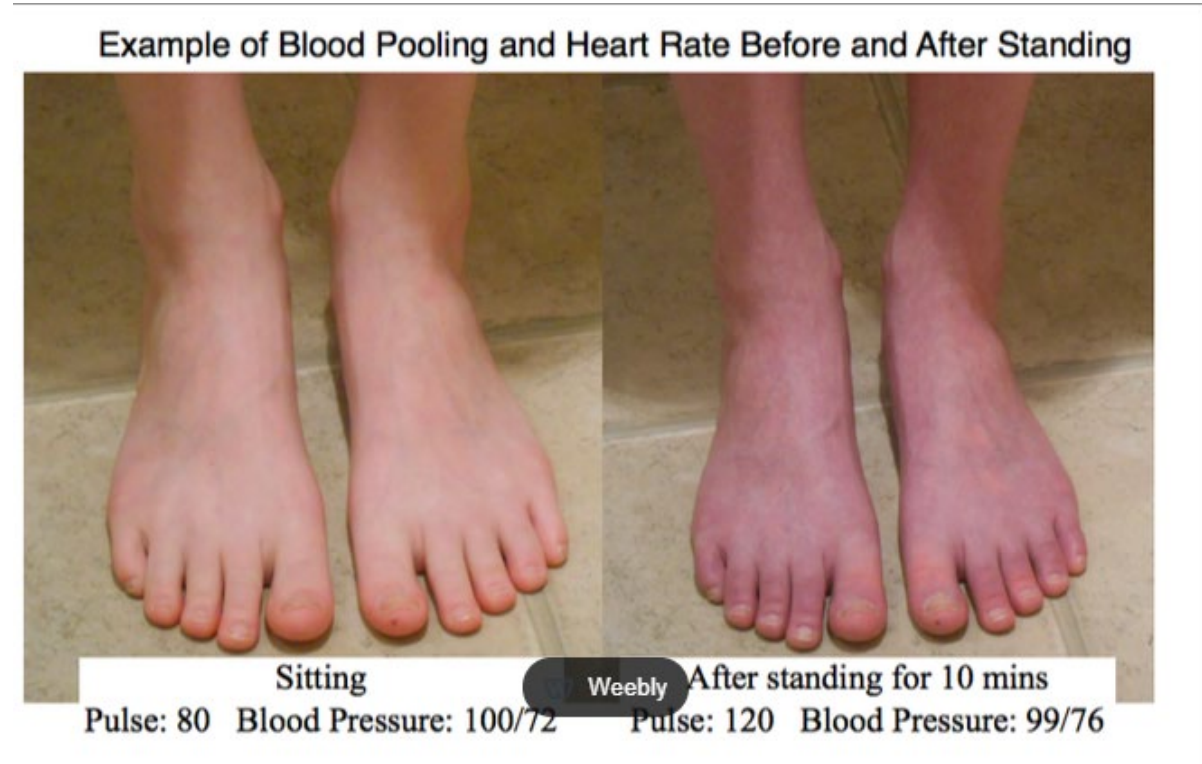 Example of Blood Pooling and Heart Rate Before and After Standing
Sitting
Pulse: 80 Blood Pressure: 100/72
After standing for 10 mins
Pulse: 120 Blood Pressure: 99/76
Weebly